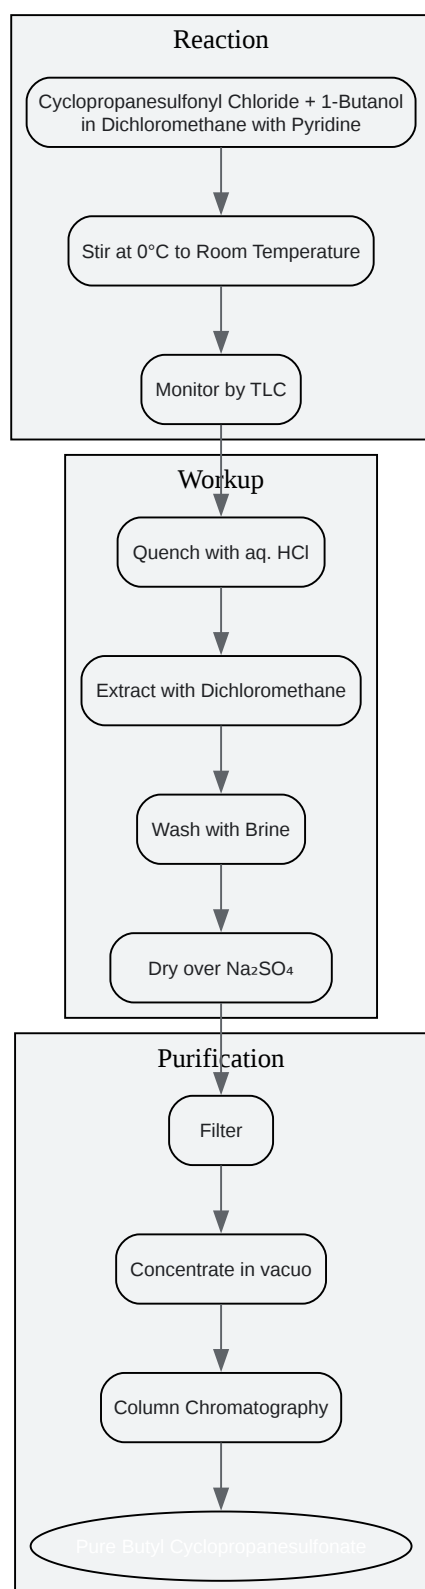 Reaction
Cyclopropanesulfonyl Chloride + 1-Butanol
in Dichloromethane with Pyridine
Stir at 0°C to Room Temperature
Monitor by TLC
Workup
Quench with aq. HCl
Extract with Dichloromethane
Wash with Brine
Dry over Na₂SO₄
Purification
Filter
Concentrate in vacuo
Column Chromatography
Pure Butyl Cyclopropanesulfonate